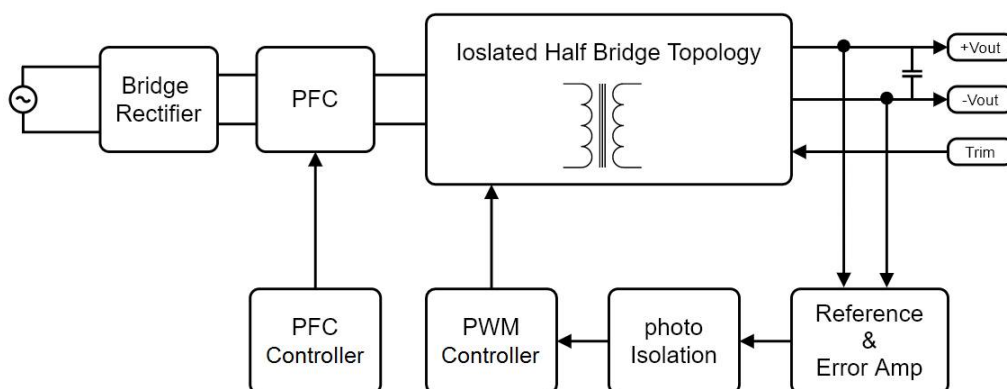 Ioslated Half Bridge Topology
+Vout
Bridge
Rectifier
PFC
-Vout
Trim
PFC
Controller
PWM
Controller
photo
Isolation
Reference
&
Error Amp